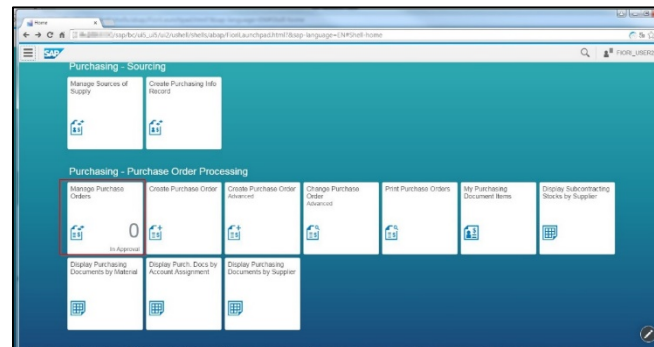 Home
/sap/bc/ui5_ui5/ui2/ushell/shells/abap/FioriLaunchpad.html?&sap-language=EN#Shell-home
SAP
FIORI_USER
Purchasing - Sourcing
Manage Sources of
Supply
Create Purchasing Info
Record
Purchasing - Purchase Order Processing
Manage Purchase
Orders
0
In Approval
Create Purchase Order
Create Purchase Order
Advanced
Change Purchase
Order
Advanced
Print Purchase Orders
My Purchasing
Document Items
Display Subcontracting
Stocks by Supplier
Display Purchasing
Documents by Material
Display Purch. Docs by
Account Assignment
Display Purchasing
Documents by Supplier